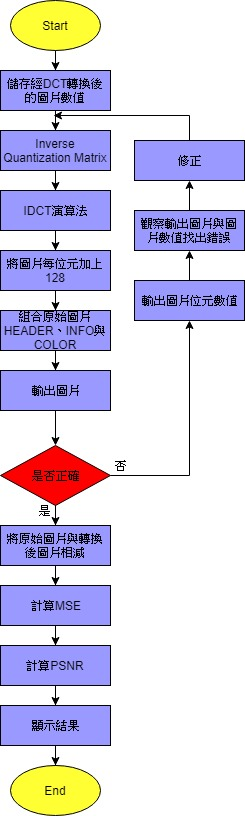 Start
儲存經DCT轉換後
的圖片數值
Inverse
Quantization Matrix
IDCT演算法
將圖片每位元加上
128
組合原始圖片
HEADER、INFO與
COLOR
輸出圖片
是否正確
否
是
輸出圖片位元數值
觀察輸出圖片與圖
片數值找出錯誤
修正
將原始圖片與轉換
後圖片相減
計算MSE
計算PSNR
顯示結果
End